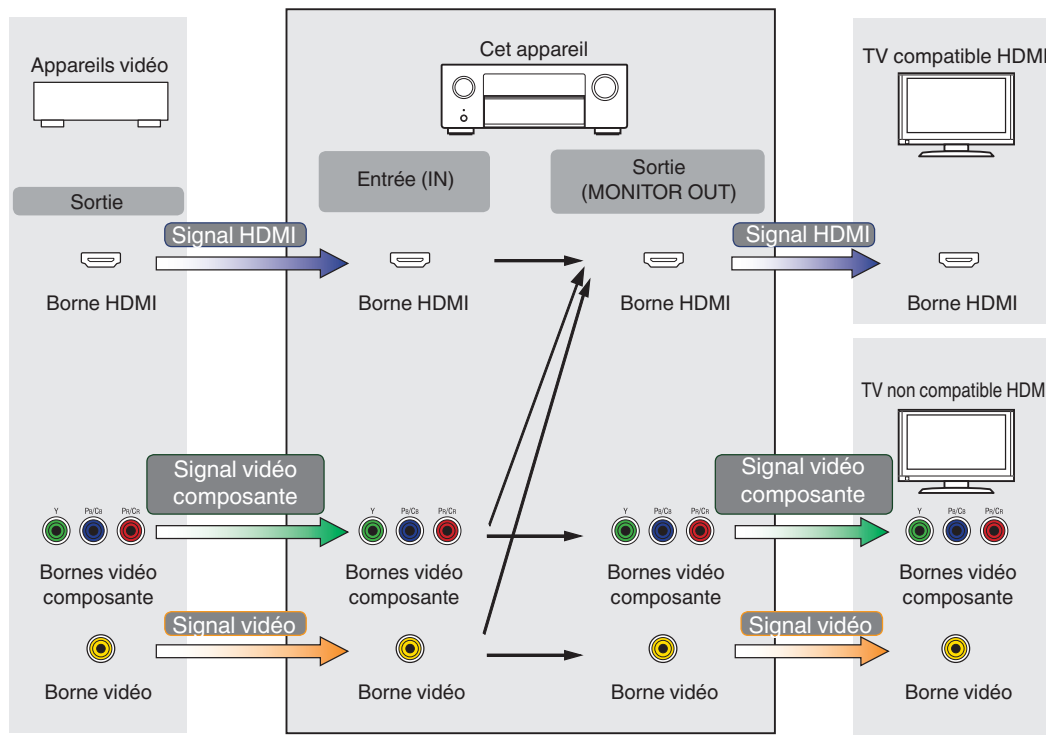 Appareils vidéo
Cet appareil
TV compatible HDMI
Entrée (IN)
Sortie
(MONITOR OUT)
Sortie
Signal HDMI
Signal HDMI
Borne HDMI
Borne HDMI
Borne HDMI
Borne HDMI
TV non compatible HDM
Signal vidéo
composante
Signal vidéo
composante
Y PB/CB PR/CR
Y PB/CB PR/CR
Y PB/CB PR/CR
Y PB/CB PR/CR
Bornes vidéo
composante
Bornes vidéo
composante
Bornes vidéo
composante
Bornes vidéo
composante
Signal vidéo
Signal vidéo
Borne vidéo
Borne vidéo
Borne vidéo
Borne vidéo